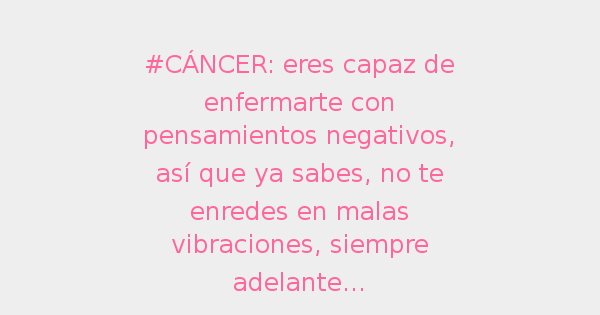 #CÁNCER: eres capaz de
enfermarte con
pensamientos negativos,
así que ya sabes, no te
enredes en malas
vibraciones, siempre
adelante...